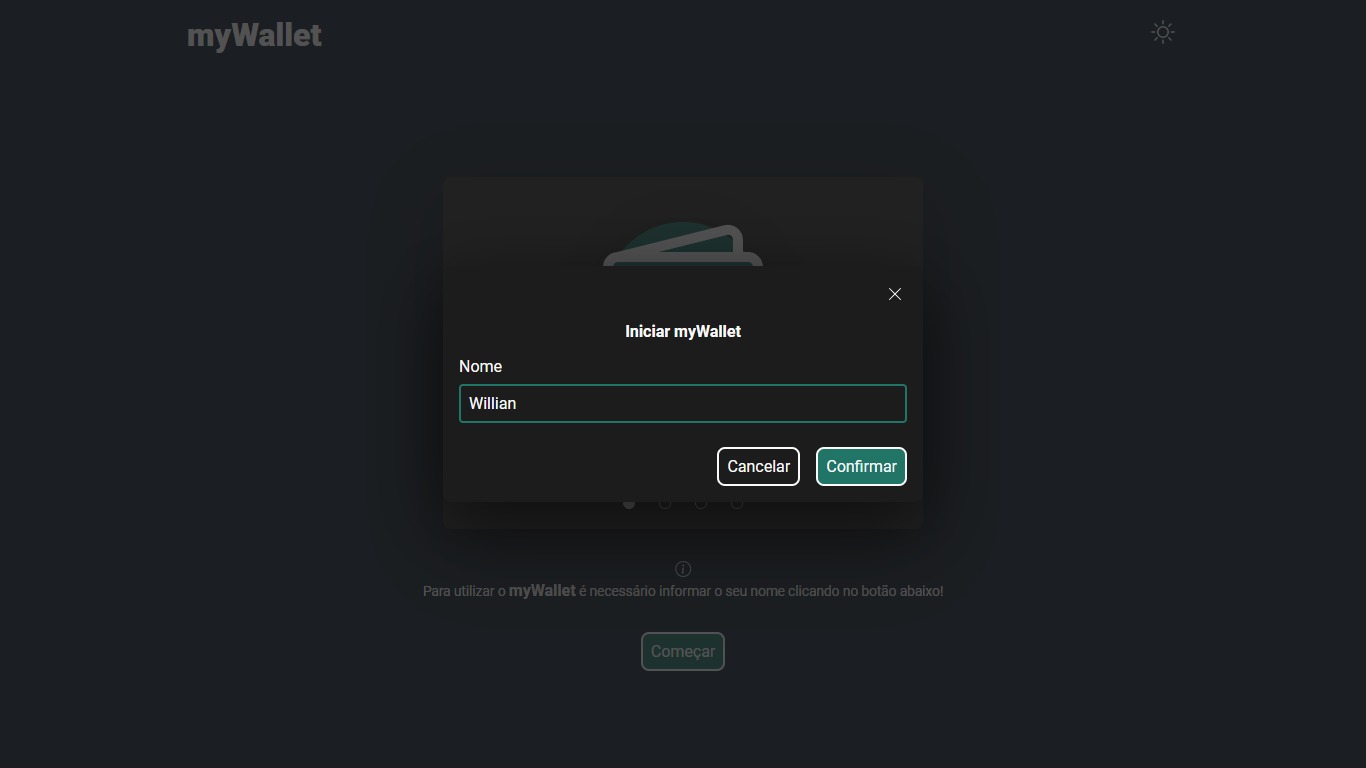 myWallet
Iniciar myWallet
Nome
Willian
Cancelar
Confirmar
Para utilizar o myWallet é necessário informar o seu nome clicando no botão abaixo!
Começar